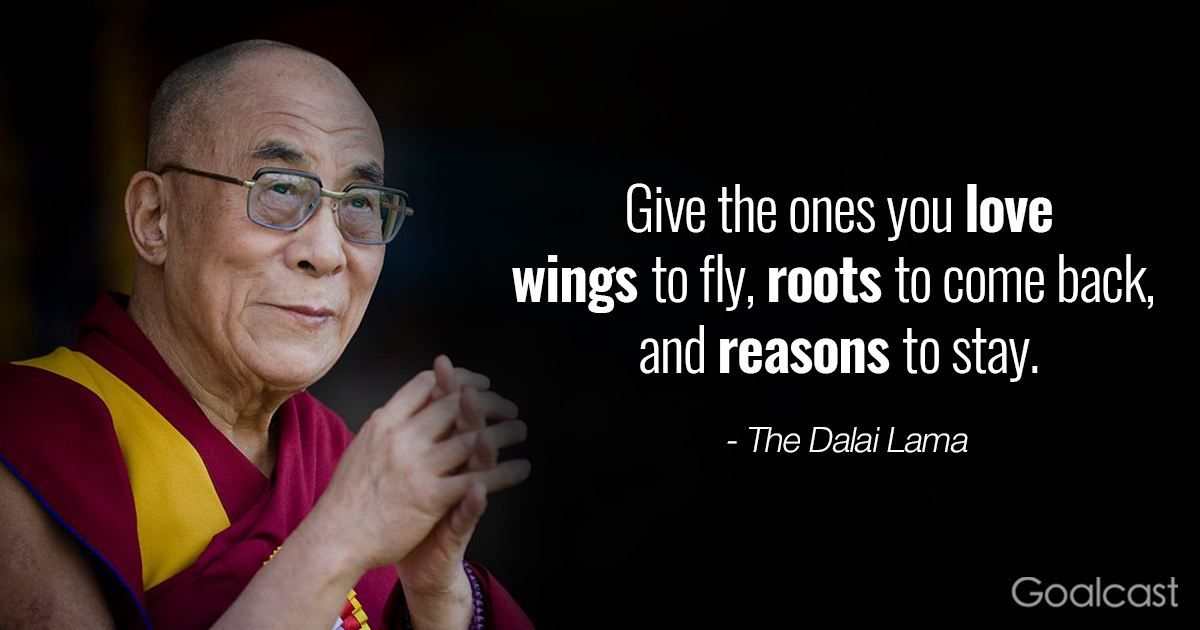 Give the ones you love
wings to fly, roots to come back,
and reasons to stay.
- The Dalai Lama
Goalcast